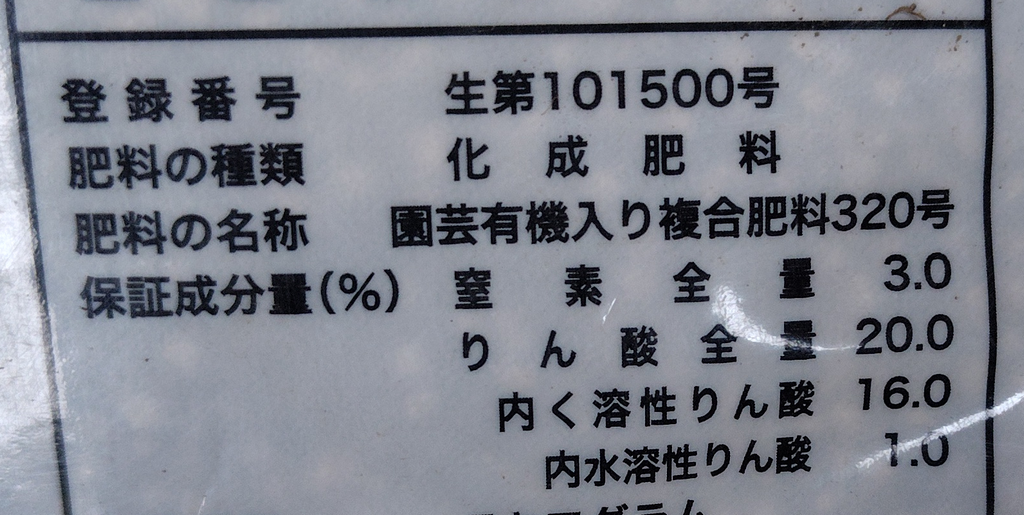 登録番号 生第101500号
肥料の種類 化成肥料
肥料の名称 園芸有機入り複合肥料320号
保証成分量(%) 窒素全量 3.0
りん酸全量 20.0
内く溶性りん酸 16.0
内水溶性りん酸 1.0